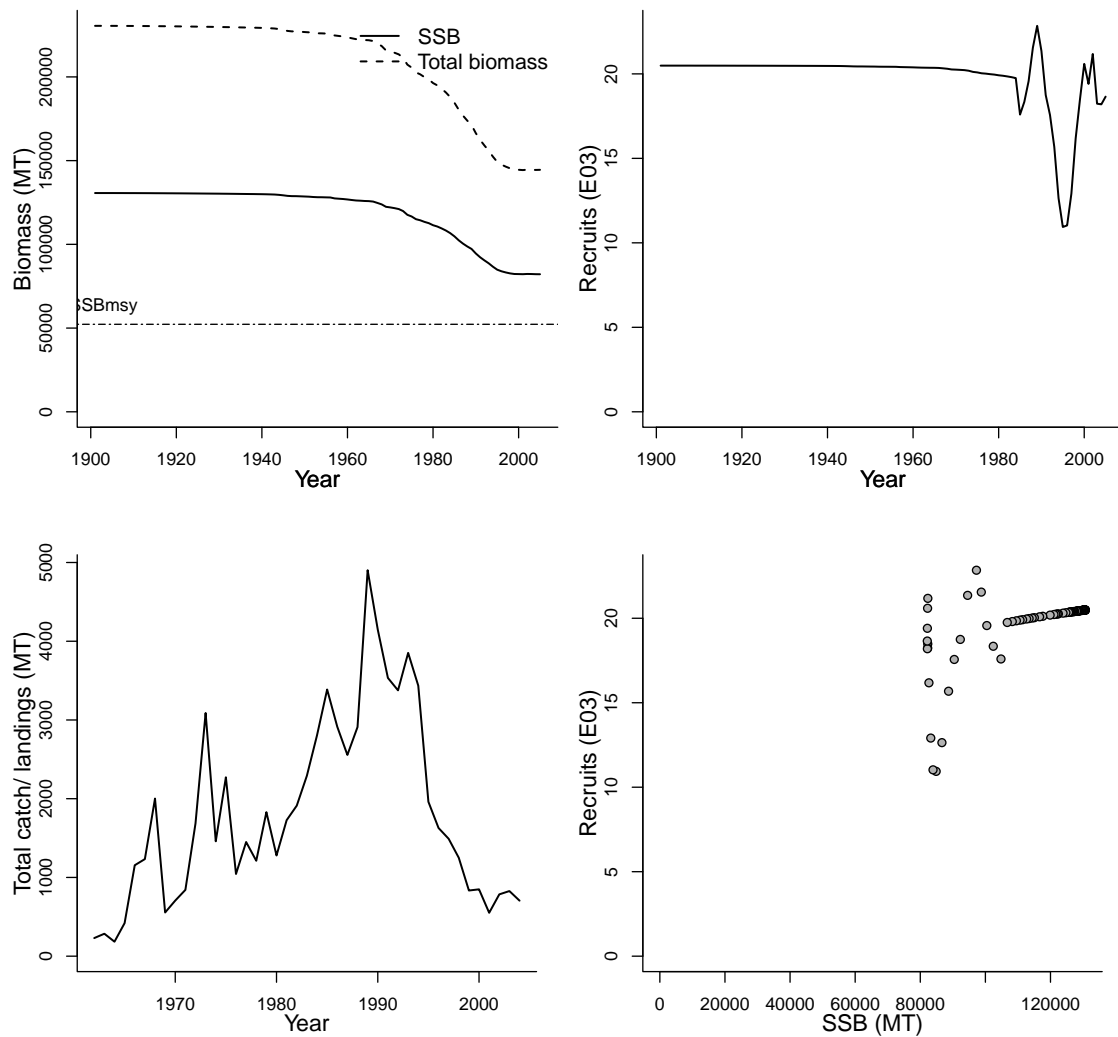 SSB
Total biomass
SSBmsy
Biomass (MT)
0 50000 100000 150000 200000
1900 1920 1940 1960 1980 2000
Year
Recruits (E03)
0 5 10 15 20
1900 1920 1940 1960 1980 2000
Year
Total catch/ landings (MT)
0 1000 2000 3000 4000 5000
1970 1980 1990 2000
Year
Recruits (E03)
0 5 10 15 20
0 20000 40000 60000 80000 120000
SSB (MT)